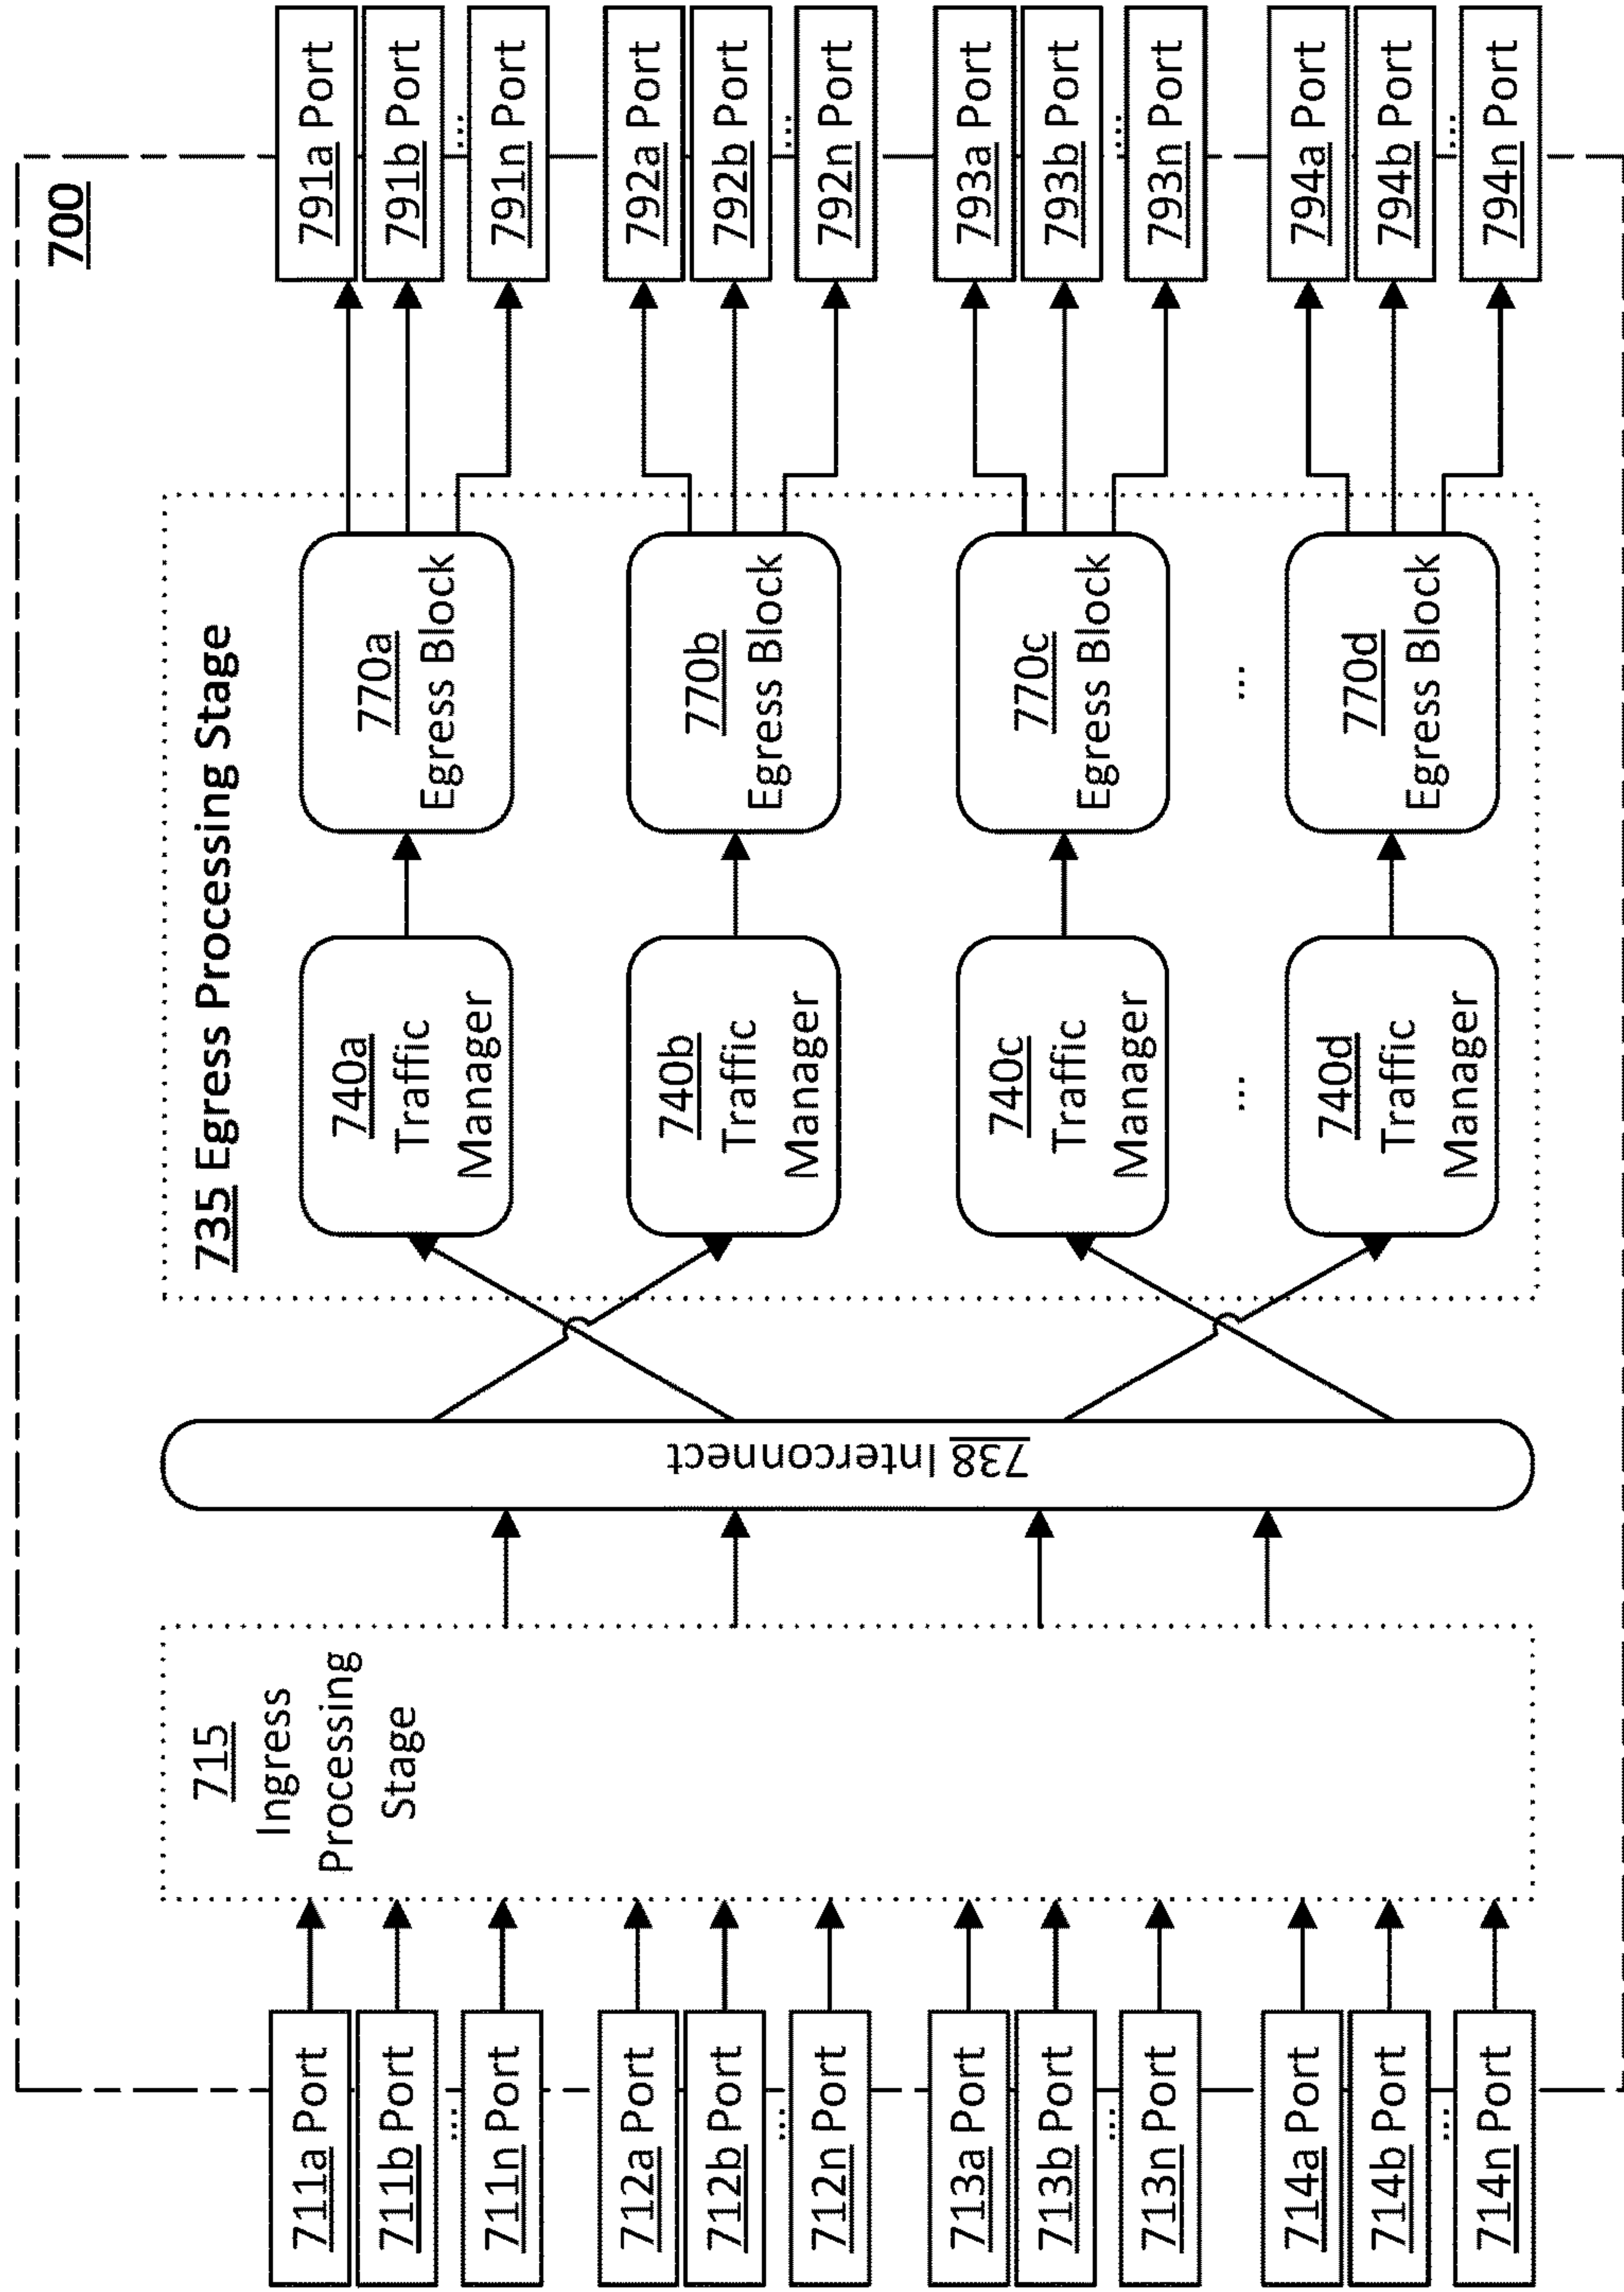 700
711a Port
711b Port
...
711n Port
712a Port
712b Port
...
712n Port
713a Port
713b Port
...
713n Port
714a Port
714b Port
...
714n Port
715
Ingress
Processing
Stage
738 Interconnect
735 Egress Processing Stage
740a
Traffic
Manager
740b
Traffic
Manager
740c
Traffic
Manager
...
740d
Traffic
Manager
770a
Egress Block
770b
Egress Block
770c
Egress Block
...
770d
Egress Block
791a Port
791b Port
...
791n Port
792a Port
792b Port
...
792n Port
793a Port
793b Port
...
793n Port
794a Port
794b Port
...
794n Port